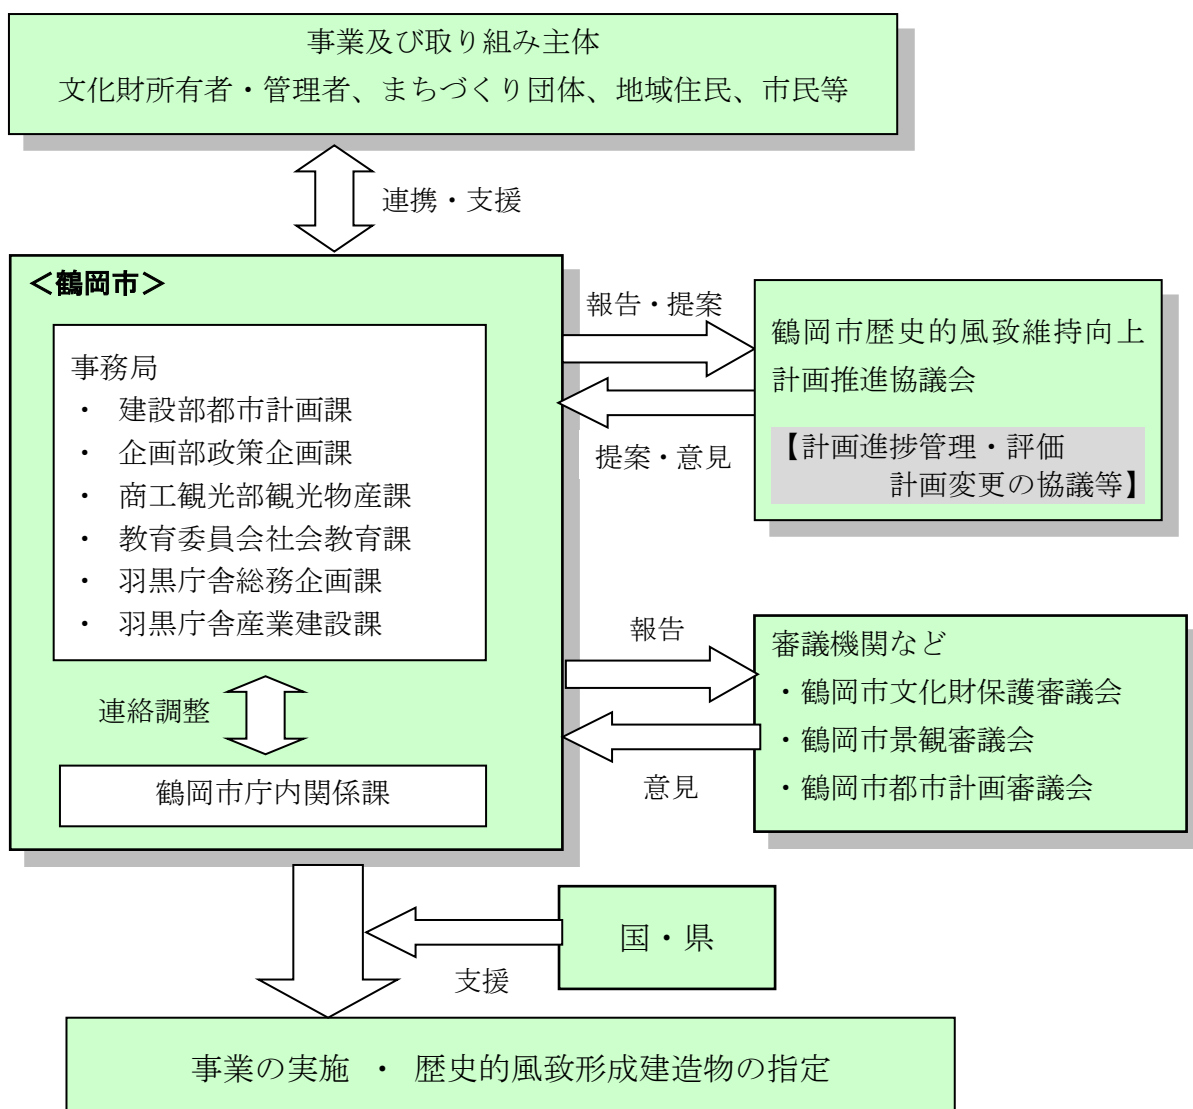 事業及び取り組み主体
文化財所有者・管理者、まちづくり団体、地域住民、市民等
連携・支援
＜鶴岡市＞
事務局
・ 建設部都市計画課
・ 企画部政策企画課
・ 商工観光部観光物産課
・ 教育委員会社会教育課
・ 羽黒庁舎総務企画課
・ 羽黒庁舎産業建設課
連絡調整
鶴岡市庁内関係課
報告・提案
提案・意見
鶴岡市歴史的風致維持向上
計画推進協議会
【計画進捗管理・評価
計画変更の協議等】
報告
意見
審議機関など
・鶴岡市文化財保護審議会
・鶴岡市景観審議会
・鶴岡市都市計画審議会
国・県
支援
事業の実施 ・ 歴史的風致形成建造物の指定